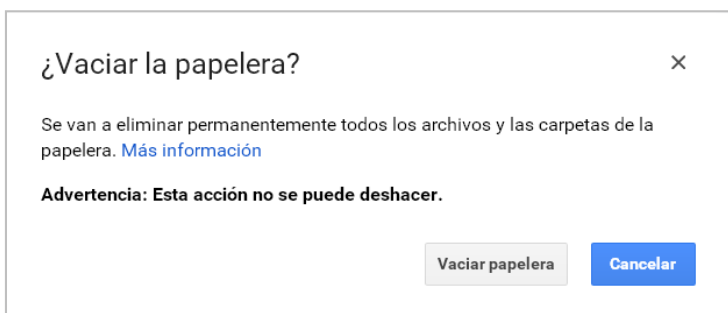 ¿Vaciar la papelera?
Se van a eliminar permanentemente todos los archivos y las carpetas de la
papelera. Más información
Advertencia: Esta acción no se puede deshacer.
Vaciar papelera Cancelar